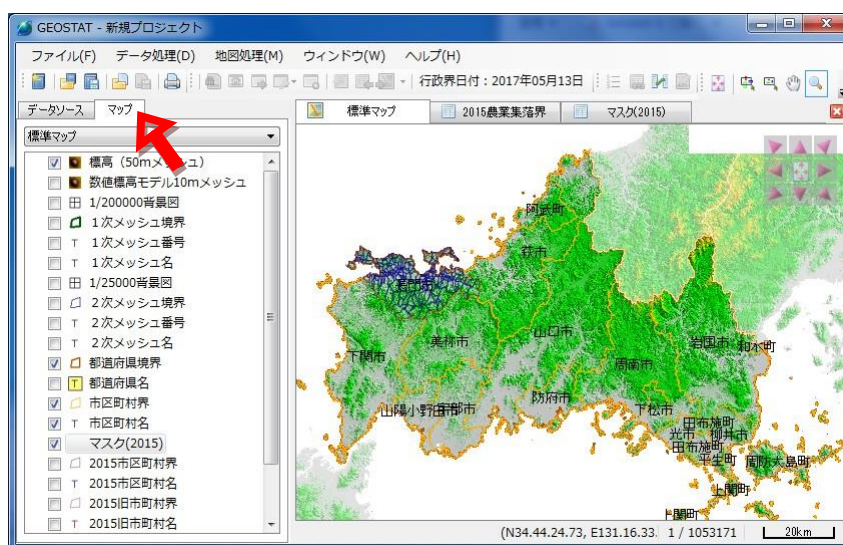 GEOSTAT - 新規プロジェクト
ファイル(F) データ処理(D) 地図処理(M) ウィンドウ(W) ヘルプ(H)
行政界日付：2017年05月13日
データソース マップ
標準マップ 2015農業集落界 マスク(2015)
標準マップ
標高（50mメッシュ）
数値標高モデル10mメッシュ
1/200000背景図
1次メッシュ境界
1次メッシュ番号
1次メッシュ名
1/25000背景図
2次メッシュ境界
2次メッシュ番号
2次メッシュ名
都道府県境界
都道府県名
市区町村界
市区町村名
マスク(2015)
2015市区町村界
2015市区町村名
2015旧市町村界
2015旧市町村名
阿武町
萩市
長門市
山口市
美祢市
岩国市
和木町
下関市
周南市
防府市
下松市
山陽小野田市
宇部市
田布施町
光市
柳井市
田布施町
平生町
周防大島町
上関町
上関町
(N34.44.24.73, E131.16.33. 1 / 1053171 20km